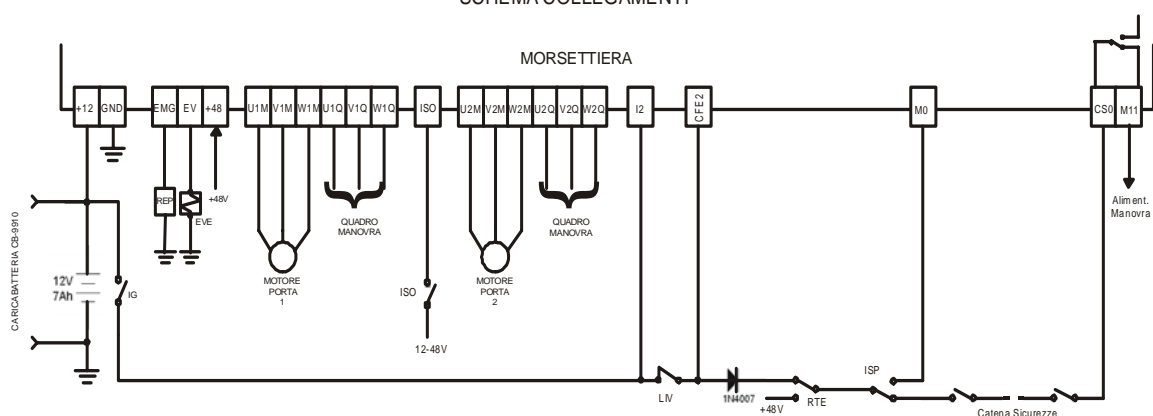 MORSETTIERA
+12 GND EMG EV +48 U1M V1M W1M U1Q V1Q W1Q ISO U2M V2M W2M U2Q V2Q W2Q I2 CFE2 M0 CS0 M11
CARICABATTERIA CB-9910
12V
7Ah
IG
REP
EVE
+48V
MOTORE
PORTA
1
QUADRO
MANOVRA
ISO
12-48V
MOTORE
PORTA
2
QUADRO
MANOVRA
LIV
1N4007
+48V
RTE
ISP
Catena Sicurezze
Aliment.
Manovra